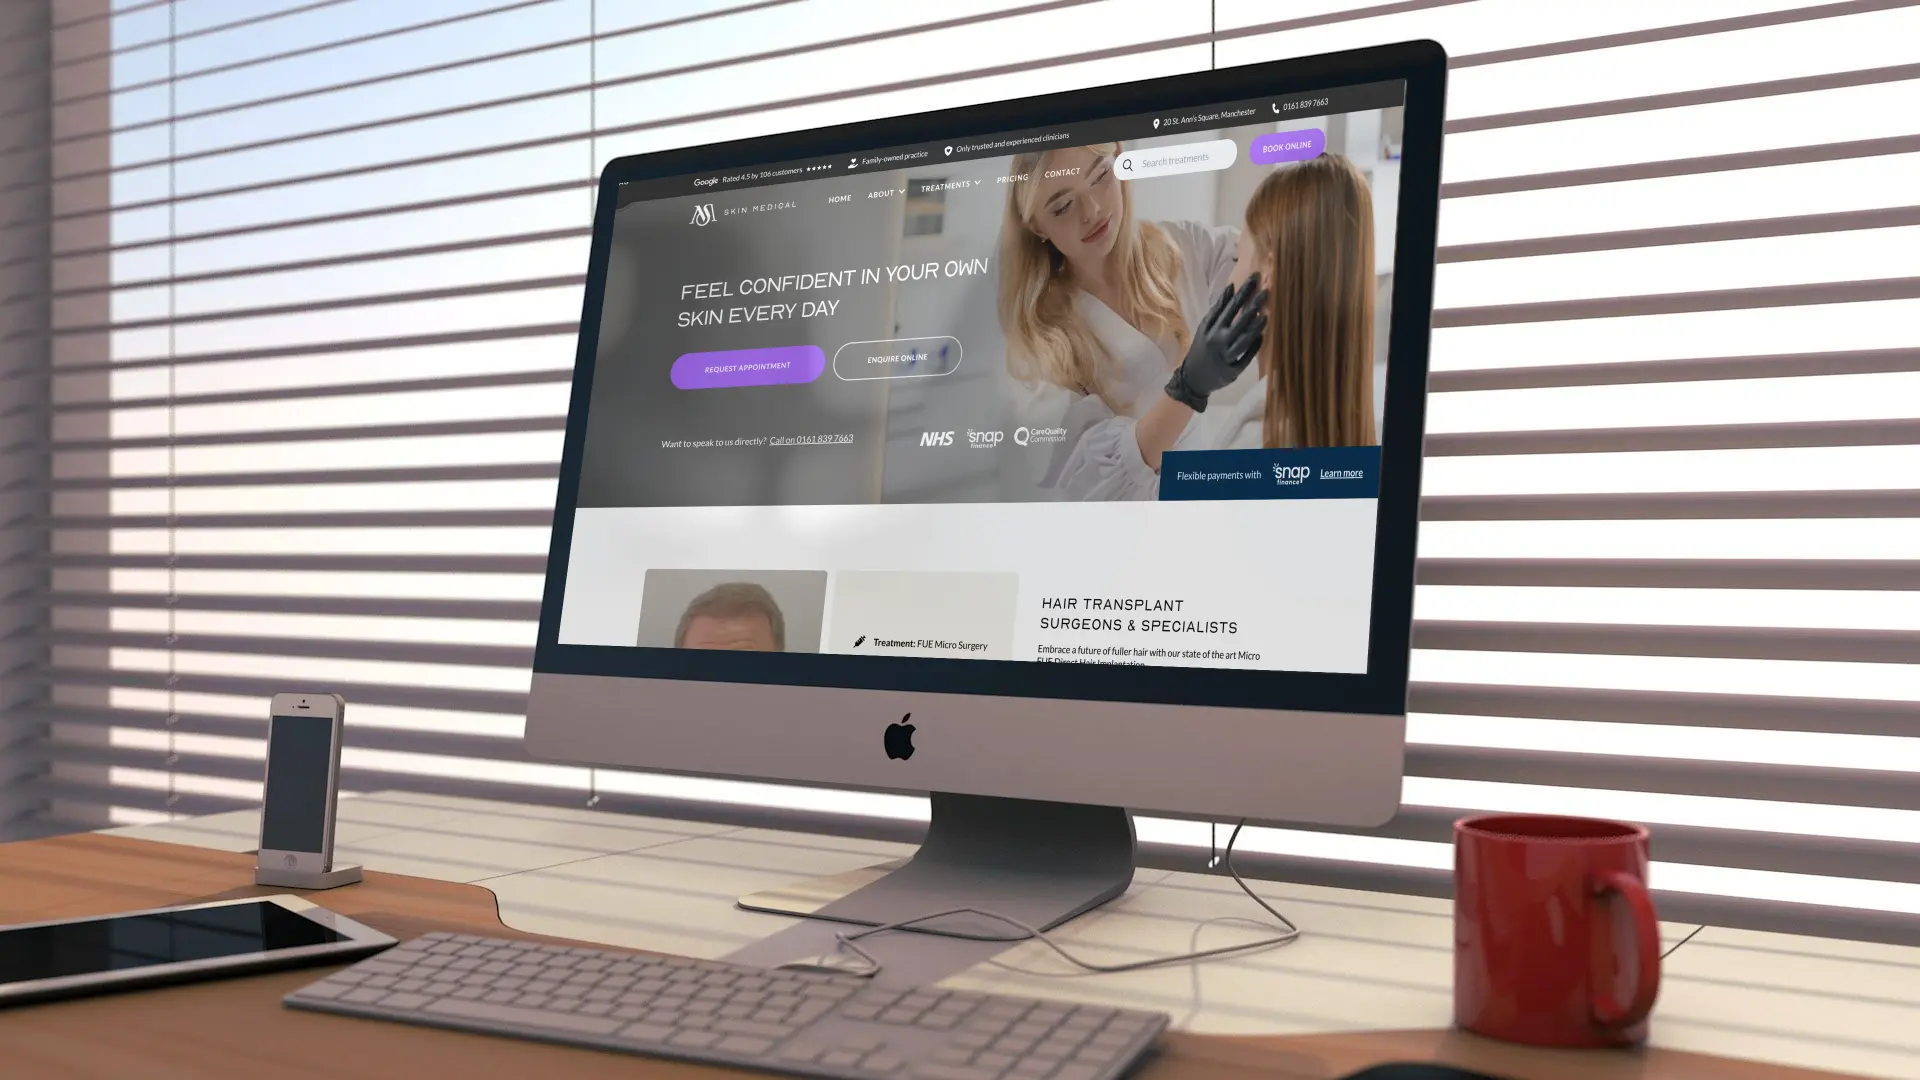 Google Rated 4.5 by 106 customers ★★★★★
Family-owned practice
Only trusted and experienced clinicians
20 St. Ann's Square, Manchester
0161 839 7663
SKIN MEDICAL
HOME
ABOUT
TREATMENTS
PRICING
CONTACT
Search treatments
BOOK ONLINE
FEEL CONFIDENT IN YOUR OWN
SKIN EVERY DAY
REQUEST APPOINTMENT
ENQUIRE ONLINE
Want to speak to us directly? Call on 0161 839 7663
NHS
snap
finance
CareQuality
Commission
Flexible payments with
snap
finance
Learn more
Treatment: FUE Micro Surgery
HAIR TRANSPLANT
SURGEONS & SPECIALISTS
Embrace a future of fuller hair with our state of the art Micro
FUE Direct Hair Implantation